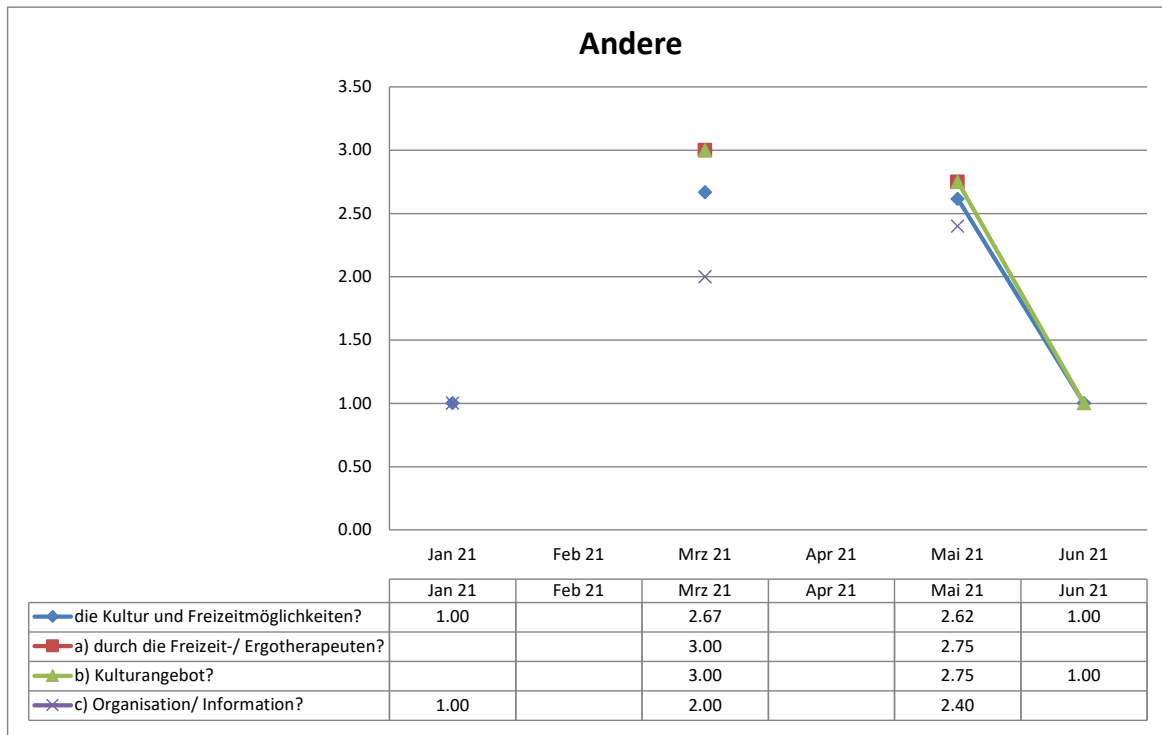 Andere
3.50
3.00
2.50
2.00
1.50
1.00
0.50
0.00
Jan 21 Feb 21 Mrz 21 Apr 21 Mai 21 Jun 21
Jan 21 Feb 21 Mrz 21 Apr 21 Mai 21 Jun 21
die Kultur und Freizeitmöglichkeiten? 1.00 2.67 2.62 1.00
a) durch die Freizeit-/ Ergotherapeuten? 3.00 2.75
b) Kulturangebot? 3.00 2.75 1.00
c) Organisation/ Information? 1.00 2.00 2.40